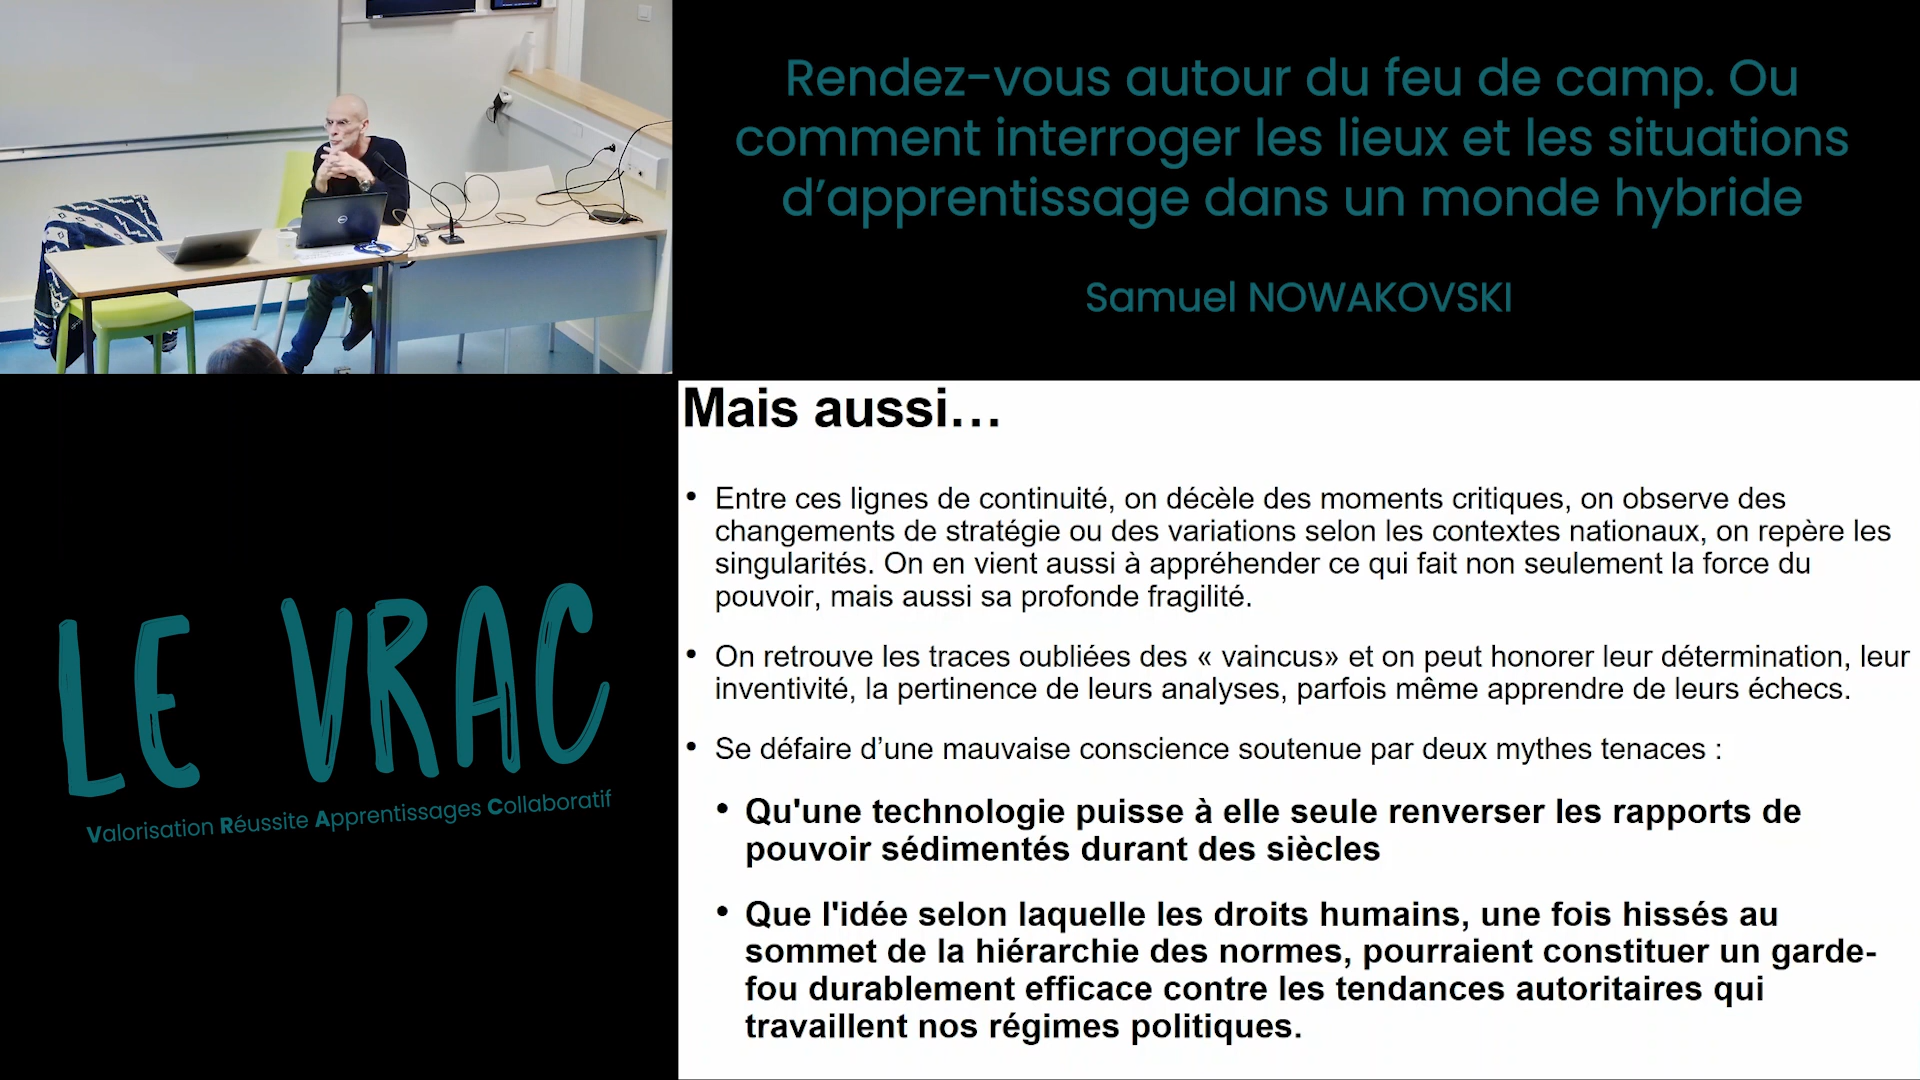 Rendez-vous autour du feu de camp. Ou
comment interroger les lieux et les situations
d’apprentissage dans un monde hybride
Samuel NOWAKOVSKI
LE VRAC
Valorisation Réussite Apprentissages Collaboratif
Mais aussi…
• Entre ces lignes de continuité, on décèle des moments critiques, on observe des
changements de stratégie ou des variations selon les contextes nationaux, on repère les
singularités. On en vient aussi à appréhender ce qui fait non seulement la force du
pouvoir, mais aussi sa profonde fragilité.
• On retrouve les traces oubliées des « vaincus» et on peut honorer leur détermination, leur
inventivité, la pertinence de leurs analyses, parfois même apprendre de leurs échecs.
• Se défaire d’une mauvaise conscience soutenue par deux mythes tenaces :
• Qu'une technologie puisse à elle seule renverser les rapports de
pouvoir sédimentés durant des siècles
• Que l'idée selon laquelle les droits humains, une fois hissés au
sommet de la hiérarchie des normes, pourraient constituer un garde-
fou durablement efficace contre les tendances autoritaires qui
travaillent nos régimes politiques.